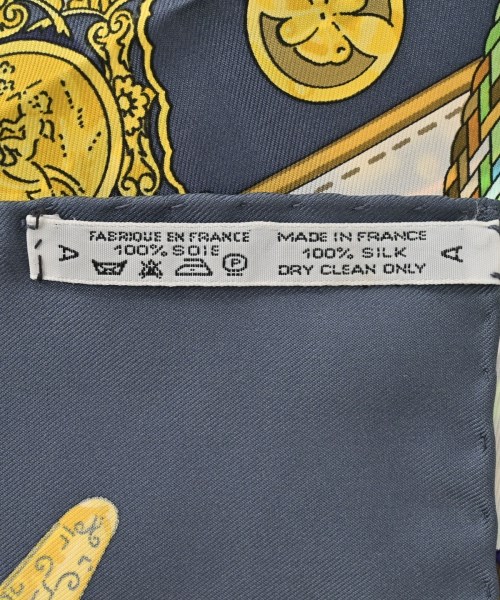 A
FABRIQUE EN FRANCE
100% SOIE
P
MADE IN FRANCE
100% SILK
DRY CLEAN ONLY
A